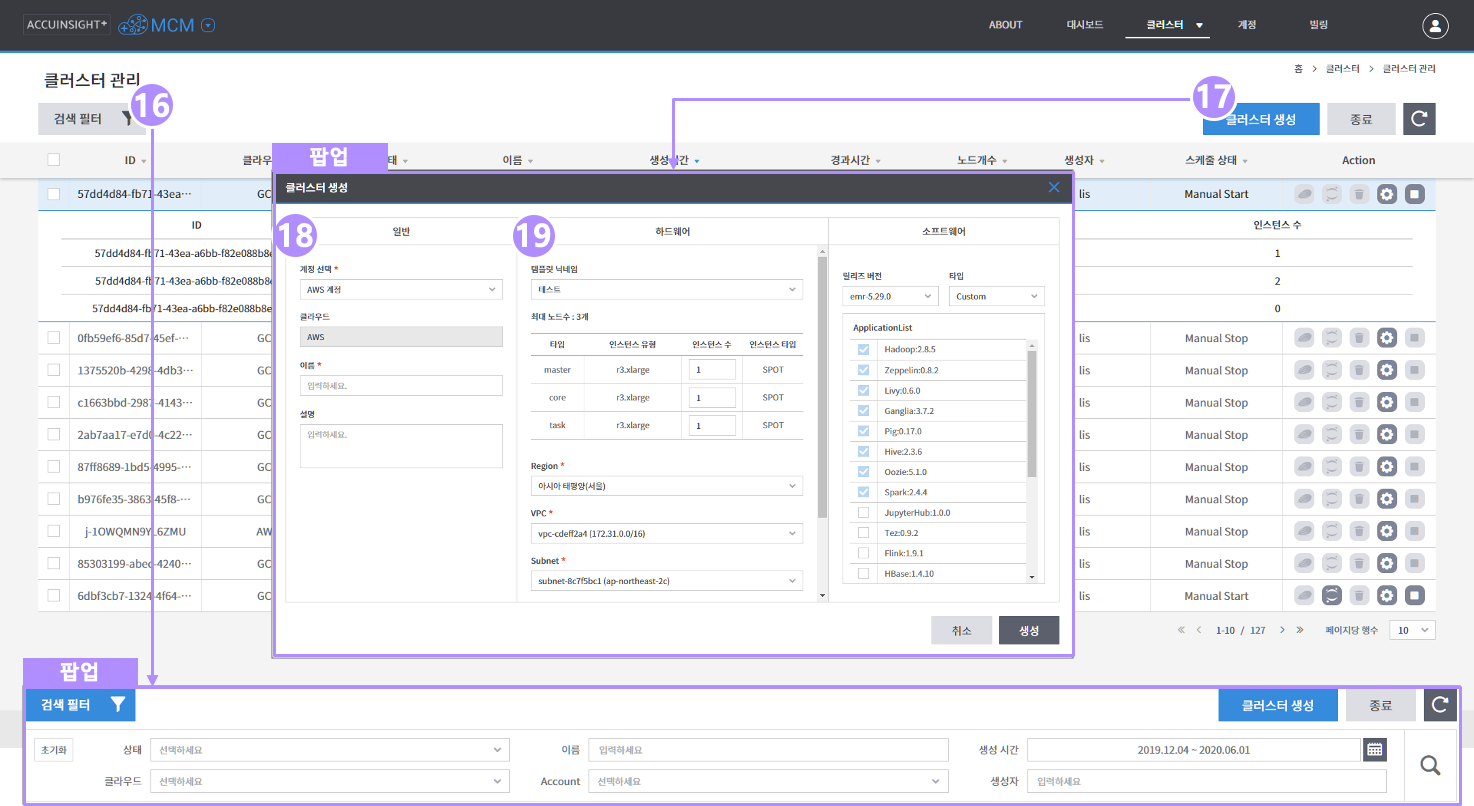 ACCUINSIGHT+ MCM ABOUT 대시보드 클러스터 계정 빌링
클러스터 관리 홈 > 클러스터 > 클러스터 관리
검색 필터 16 17 클러스터 생성 종료
ID 클라우 팝업 태 이름 생성시간 경과시간 노드개수 생성자 스케줄 상태 Action
57dd4d84-fb71-43ea-··· GC 클러스터 생성 lis Manual Start
ID 인스턴스 수
18 일반 19 하드웨어 소프트웨어
57dd4d84-fb71-43ea-a6bb-f82e088b8e 1
57dd4d84-fb71-43ea-a6bb-f82e088b8e 2
57dd4d84-fb71-43ea-a6bb-f82e088b8e 0
계정 선택 *
AWS 계정
클라우드
AWS
이름 *
입력하세요.
설명
입력하세요.
템플릿 닉네임
테스트
최대 노드수 : 3개
타입 인스턴스 유형 인스턴스 수 인스턴스 타입
master r3.xlarge 1 SPOT
core r3.xlarge 1 SPOT
task r3.xlarge 1 SPOT
Region *
아시아 태평양(서울)
VPC *
vpc-cdeff2a4 (172.31.0.0/16)
Subnet *
subnet-8c7f5bc1 (ap-northeast-2c)
릴리즈 버전 타입
emr-5.29.0 Custom
ApplicationList
Hadoop:2.8.5
Zeppelin:0.8.2
Livy:0.6.0
Ganglia:3.7.2
Pig:0.17.0
Hive:2.3.6
Oozie:5.1.0
Spark:2.4.4
JupyterHub:1.0.0
Tez:0.9.2
Flink:1.9.1
HBase:1.4.10
취소 생성
0fb59ef6-85d7-45ef-··· GC lis Manual Stop
1375520b-4298-4db3-··· GC lis Manual Stop
c1663bbd-2987-4143-··· GC lis Manual Stop
2ab7aa17-e7d0-4c22-··· GC lis Manual Stop
87ff8689-1bd5-4995-··· GC lis Manual Stop
b976fe35-3863-45f8-··· GC lis Manual Stop
j-1OWQMN9YL6ZMU AW lis Manual Stop
85303199-abec-4240-··· GC lis Manual Stop
6dbf3cb7-1324-4f64-··· GC lis Manual Start
1-10 / 127 페이지당 행수 10
팝업
검색 필터 클러스터 생성 종료
초기화 상태 선택하세요 이름 입력하세요 생성 시간 2019.12.04 ~ 2020.06.01
클라우드 선택하세요 Account 선택하세요 생성자 입력하세요